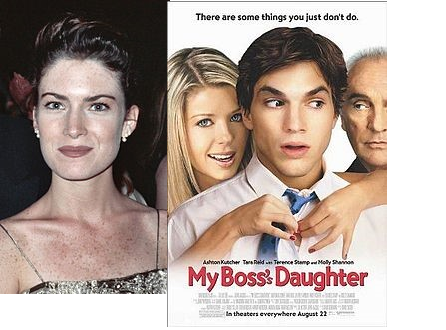 There are some things you just don't do.
Ashton Kutcher Tara Reid with Terence Stamp and Molly Shannon
My Boss's Daughter
In theaters everywhere August 22